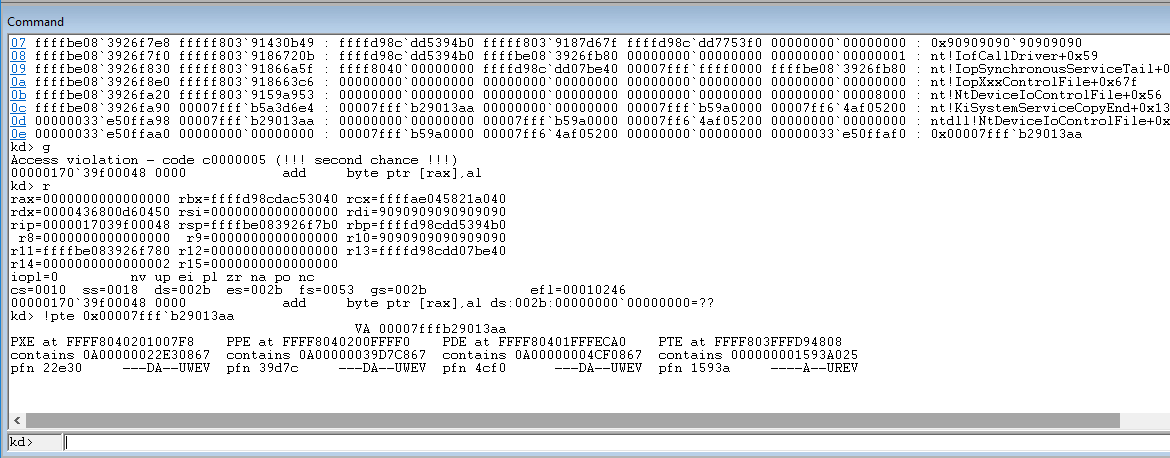 Command
07 ffffbe08`3926f7e8 fffff803`91430b49 : ffffd98c`dd5394b0 fffff803`9187d67f ffffd98c`dd7753f0 00000000`00000000 : 0x90909090`90909090
08 ffffbe08`3926f7f0 fffff803`9186720b : ffffd98c`dd5394b0 ffffbe08`3926fb80 00000000`00000000 00000000`00000001 : nt!IofCallDriver+0x59
09 ffffbe08`3926f830 fffff803`91866a5f : ffff8040`00000000 ffffd98c`dd07be40 00007fff`ffff0000 ffffbe08`3926fb80 : nt!IopSynchronousServiceTail+0
0a ffffbe08`3926f8e0 fffff803`918663c6 : 00000000`00000000 00000000`00000000 00000000`00000000 00000000`00000000 : nt!IopXxxControlFile+0x67f
0b ffffbe08`3926fa20 fffff803`9159a953 : 00000000`00000000 00000000`00000000 00000000`00000000 00000000`00008000 : nt!NtDeviceIoControlFile+0x56
0c ffffbe08`3926fa90 00007fff`b5a3d6e4 : 00007fff`b29013aa 00000000`00000000 00007fff`b59a0000 00007ff6`4af05200 : nt!KiSystemServiceCopyEnd+0x13
0d 00000033`e50ffa98 00007fff`b29013aa : 00000000`00000000 00007fff`b59a0000 00007ff6`4af05200 00000000`00000000 : ntdll!NtDeviceIoControlFile+0x
0e 00000033`e50ffaa0 00000000`00000000 : 00007fff`b59a0000 00007ff6`4af05200 00000000`00000000 00000033`e50ffaf0 : 0x00007fff`b29013aa
kd> g
Access violation - code c0000005 (!!! second chance !!!)
00000170`39f00048 0000 add byte ptr [rax],al
kd> r
rax=0000000000000000 rbx=ffffd98cdac53040 rcx=ffffae045821a040
rdx=0000436800d60450 rsi=0000000000000000 rdi=9090909090909090
rip=0000017039f00048 rsp=ffffbe083926f7b0 rbp=ffffd98cdd5394b0
r8=0000000000000000 r9=0000000000000000 r10=9090909090909090
r11=ffffbe083926f780 r12=0000000000000000 r13=ffffd98cdd07be40
r14=0000000000000002 r15=0000000000000000
iopl=0 nv up ei pl zr na po nc
cs=0010 ss=0018 ds=002b es=002b fs=0053 gs=002b efl=00010246
00000170`39f00048 0000 add byte ptr [rax],al ds:002b:00000000`00000000=??
kd> !pte 0x00007fff`b29013aa
VA 00007fffb29013aa
PXE at FFFF8040201007F8 PPE at FFFF8040200FFFF0 PDE at FFFF80401FFFECA0 PTE at FFFF803FFFD94808
contains 0A00000022E30867 contains 0A00000039D7C867 contains 0A00000004CF0867 contains 000000001593A025
pfn 22e30 ---DA--UWEV pfn 39d7c ---DA--UWEV pfn 4cf0 ---DA--UWEV pfn 1593a ----A--UREV
kd>